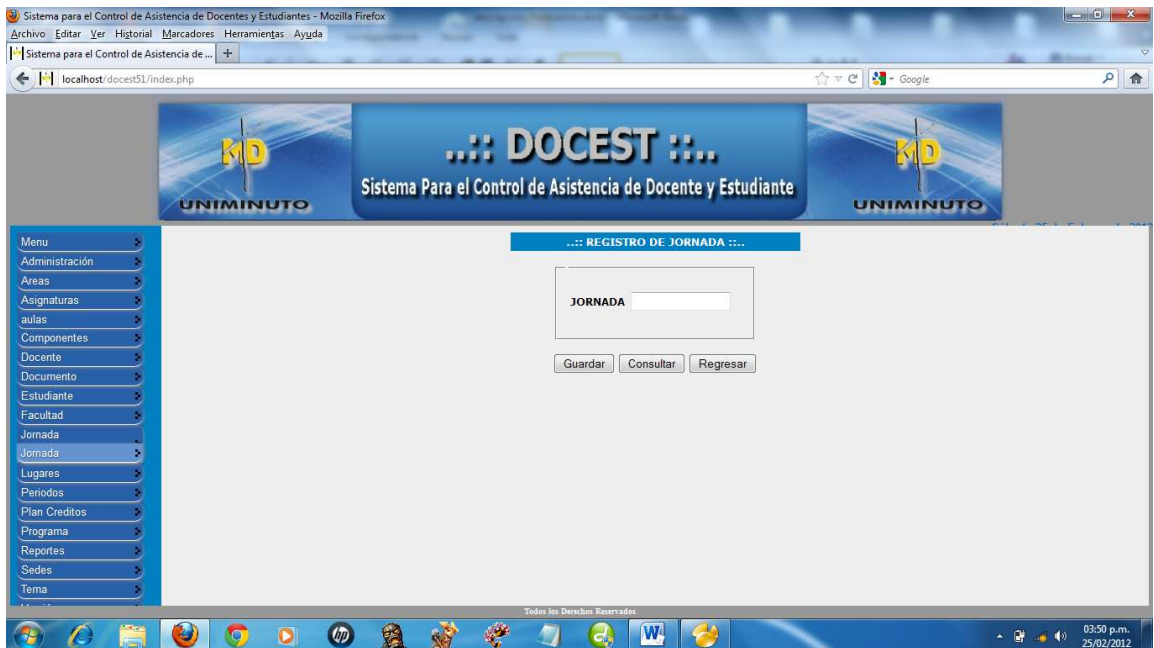 Sistema para el Control de Asistencia de Docentes y Estudiantes - Mozilla Firefox
Archivo Editar Ver Historial Marcadores Herramientas Ayuda
Sistema para el Control de Asistencia de ... +
localhost/docest51/index.php
Google
MD
UNIMINUTO
..:: DOCEST ::..
Sistema Para el Control de Asistencia de Docente y Estudiante
MD
UNIMINUTO
Menu
Administración
Areas
Asignaturas
aulas
Componentes
Docente
Documento
Estudiante
Facultad
Jornada
Jornada
Lugares
Periodos
Plan Creditos
Programa
Reportes
Sedes
Tema
..:: REGISTRO DE JORNADA ::..
JORNADA
Guardar Consultar Regresar
Todos los Derechos Reservados
hp
W
03:50 p.m.
25/02/2012